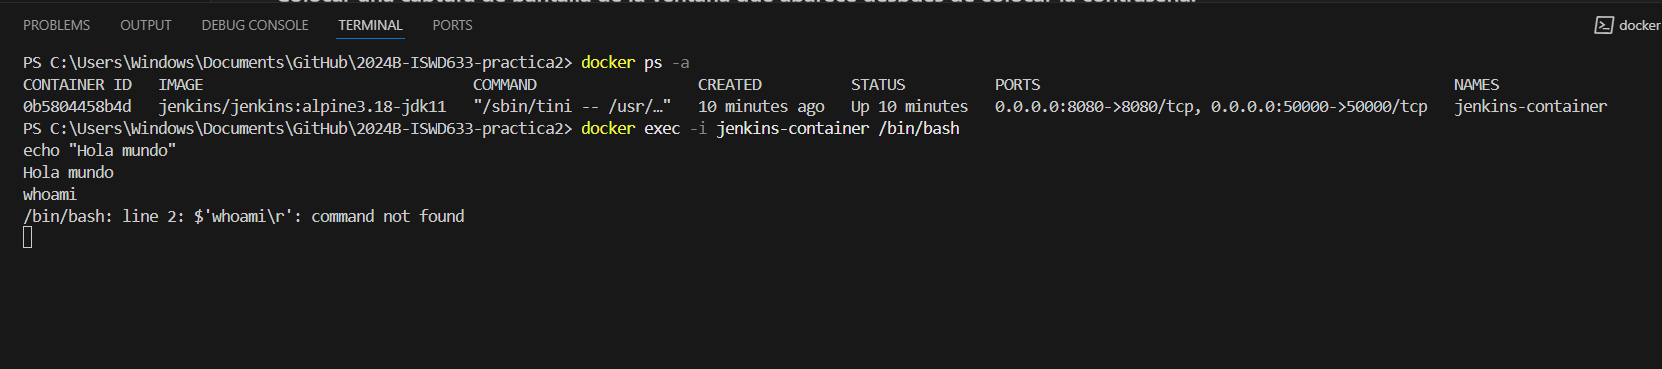 PROBLEMS OUTPUT DEBUG CONSOLE TERMINAL PORTS docker
PS C:\Users\Windows\Documents\GitHub\2024B-ISWD633-practica2> docker ps -a
CONTAINER ID IMAGE COMMAND CREATED STATUS PORTS NAMES
0b5804458b4d jenkins/jenkins:alpine3.18-jdk11 "/sbin/tini -- /usr/…" 10 minutes ago Up 10 minutes 0.0.0.0:8080->8080/tcp, 0.0.0.0:50000->50000/tcp jenkins-container
PS C:\Users\Windows\Documents\GitHub\2024B-ISWD633-practica2> docker exec -i jenkins-container /bin/bash
echo "Hola mundo"
Hola mundo
whoami
/bin/bash: line 2: $'whoami\r': command not found